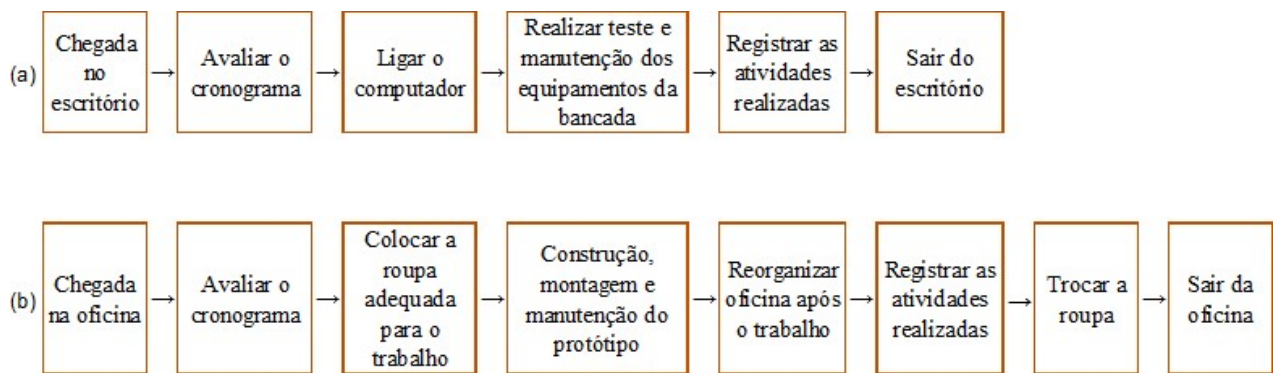 (a)
Chegada
no
escritório
→
Avaliar o
cronograma
→
Ligar o
computador
→
Realizar teste e
manutenção dos
equipamentos da
bancada
→
Registrar as
atividades
realizadas
→
Sair do
escritório
(b)
Chegada
na oficina
→
Avaliar o
cronograma
→
Colocar a
roupa
adequada
para o
trabalho
→
Construção,
montagem e
manutenção do
protótipo
→
Reorganizar
oficina após
o trabalho
→
Registrar as
atividades
realizadas
→
Trocar a
roupa
→
Sair da
oficina